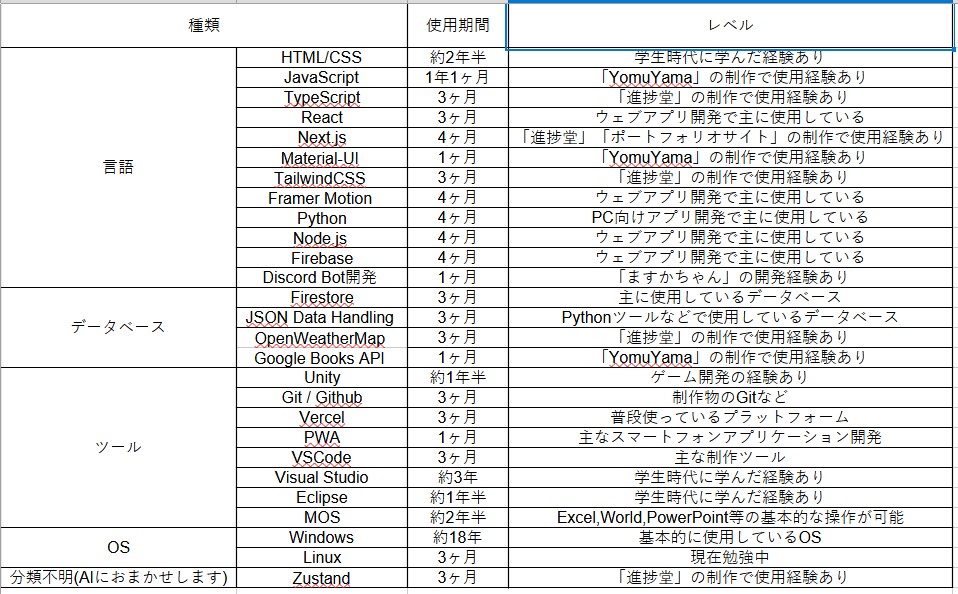 種類 使用期間 レベル
言語 HTML/CSS 約2年半 学生時代に学んだ経験あり
JavaScript 1年1ヶ月 「YomuYama」の制作で使用経験あり
TypeScript 3ヶ月 「進捗堂」の制作で使用経験あり
React 3ヶ月 ウェブアプリ開発で主に使用している
Next.js 4ヶ月 「進捗堂」「ポートフォリオサイト」の制作で使用経験あり
Material-UI 1ヶ月 「YomuYama」の制作で使用経験あり
TailwindCSS 3ヶ月 「進捗堂」の制作で使用経験あり
Framer Motion 4ヶ月 ウェブアプリ開発で主に使用している
Python 4ヶ月 PC向けアプリ開発で主に使用している
Node.js 4ヶ月 ウェブアプリ開発で主に使用している
Firebase 4ヶ月 ウェブアプリ開発で主に使用している
Discord Bot開発 1ヶ月 「ますかちゃん」の開発経験あり
データベース Firestore 3ヶ月 主に使用しているデータベース
JSON Data Handling 3ヶ月 Pythonツールなどで使用しているデータベース
OpenWeatherMap 3ヶ月 「進捗堂」の制作で使用経験あり
Google Books API 1ヶ月 「YomuYama」の制作で使用経験あり
ツール Unity 約1年半 ゲーム開発の経験あり
Git / Github 3ヶ月 制作物のGitなど
Vercel 3ヶ月 普段使っているプラットフォーム
PWA 1ヶ月 主なスマートフォンアプリケーション開発
VSCode 3ヶ月 主な制作ツール
Visual Studio 約3年 学生時代に学んだ経験あり
Eclipse 約1年半 学生時代に学んだ経験あり
MOS 約2年半 Excel,World,PowerPoint等の基本的な操作が可能
OS Windows 約18年 基本的に使用しているOS
Linux 3ヶ月 現在勉強中
分類不明(AIにおまかせします) Zustand 3ヶ月 「進捗堂」の制作で使用経験あり